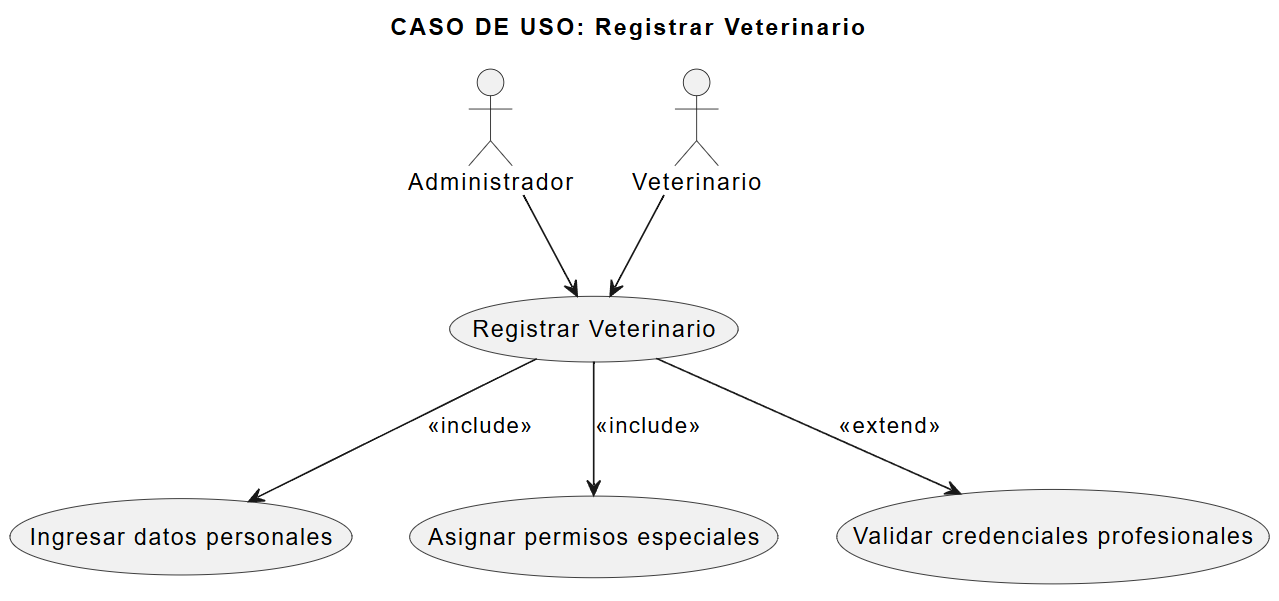 CASO DE USO: Registrar Veterinario
Administrador
Veterinario
Registrar Veterinario
«include»
«include»
«extend»
Ingresar datos personales
Asignar permisos especiales
Validar credenciales profesionales